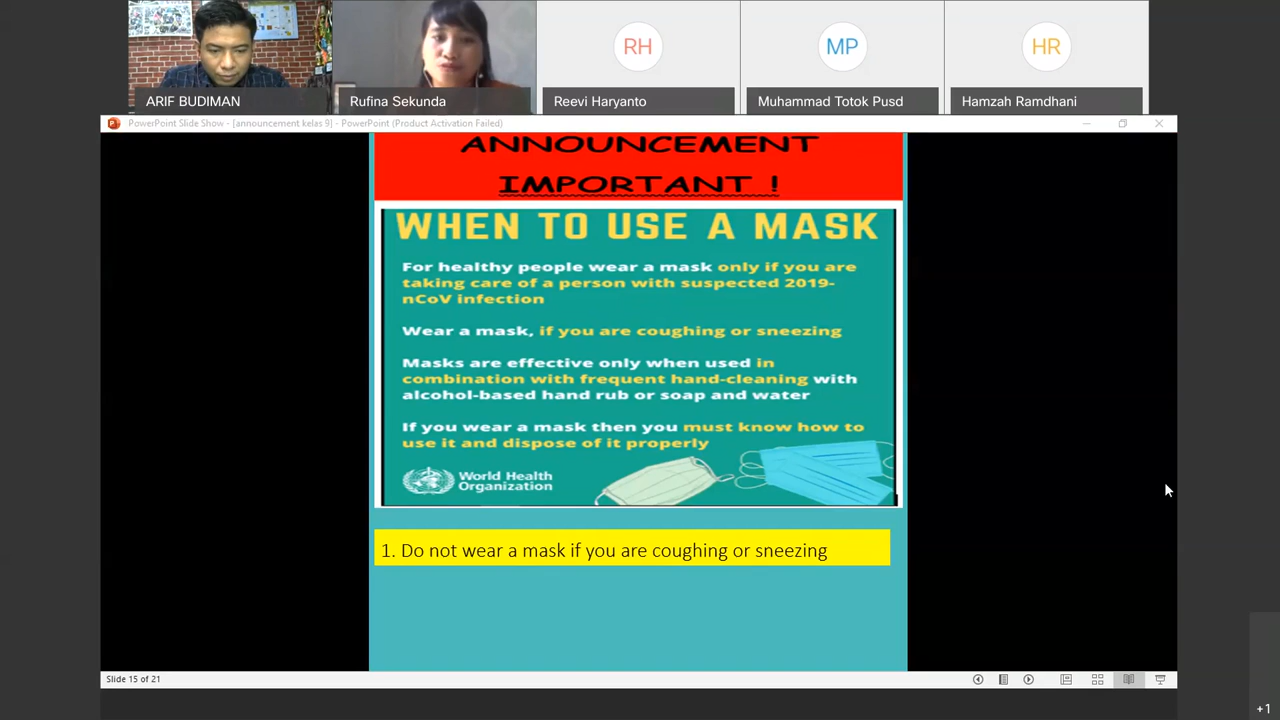 RH
MP
HR
ARIF BUDIMAN
Rufina Sekunda
Reevi Haryanto
Muhammad Totok Pusd
Hamzah Ramdhani
PowerPoint Slide Show - [announcement kelas 9] - PowerPoint (Product Activation Failed)
ANNOUNCEMENT
IMPORTANT !
WHEN TO USE A MASK
For healthy people wear a mask only if you are
taking care of a person with suspected 2019-
nCoV infection
Wear a mask, if you are coughing or sneezing
Masks are effective only when used in
combination with frequent hand-cleaning with
alcohol-based hand rub or soap and water
If you wear a mask then you must know how to
use it and dispose of it properly
World Health
Organization
1. Do not wear a mask if you are coughing or sneezing
Slide 15 of 21
+1